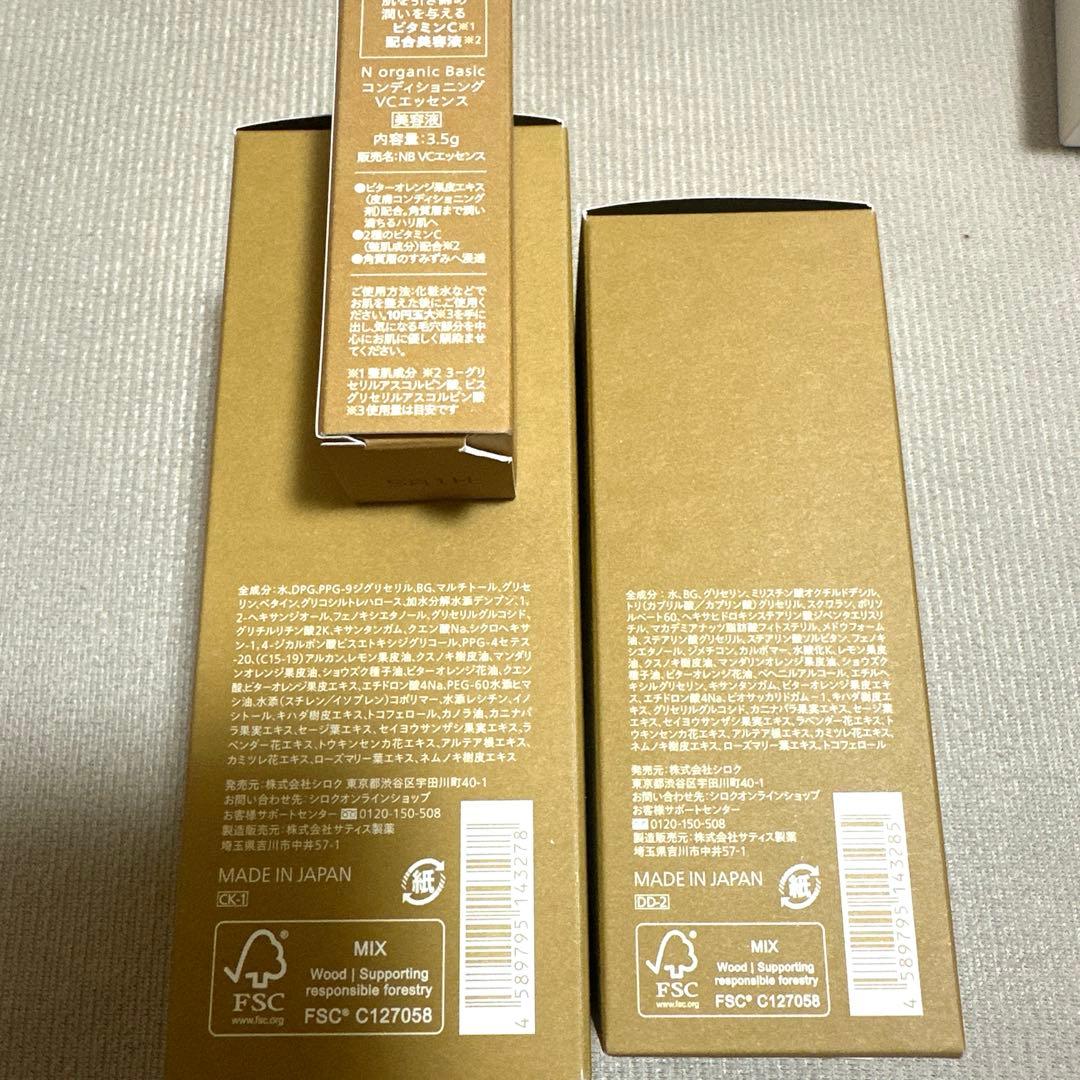 肌を引き締め
潤いを与える
ビタミンC※1
配合美容液※2
N organic Basic
コンディショニング
VCエッセンス
美容液
内容量:3.5g
販売名:NB VCエッセンス
●ビターオレンジ果皮エキス
(皮膚コンディショニング
剤)配合。角質層まで潤い
満ちるハリ肌へ
●2種のビタミンC
(整肌成分)配合※2
●角質層のすみずみへ浸透
ご使用方法:化粧水などで
お肌を整えた後に、ご使用く
ださい。10円玉大※3を手に
出し、気になる毛穴部分を中
心にお肌に優しく馴染ませ
てください。
※1 整肌成分 ※2 3-グリ
セリルアスコルビン酸、ビス
グリセリルアスコルビン酸
※3使用量は目安です
全成分:水、DPG、PPG-9ジグリセリル、BG、マルチトール、グリセ
リン、ベタイン、グリコシルトレハロース、加水分解水添デンプン、1,
2-ヘキサンジオール、フェノキシエタノール、グリセリルグルコシド、
グリチルリチン酸2K、キサンタンガム、クエン酸Na、シクロヘキサ
ン-1,4-ジカルボン酸ビスエトキシジグリコール、PPG-4セテス
-20、(C15-19)アルカン、レモン果皮油、クスノキ樹皮油、マンダ
リンオレンジ果皮油、ショウズク種子油、ビターオレンジ花油、クエン
酸、ビターオレンジ果皮エキス、エチドロン酸4Na、PEG-60水添ヒマ
シ油、水添(スチレン/イソプレン)コポリマー、水添レシチン、イノ
シトール、キハダ樹皮エキス、トコフェロール、カノラ油、カニナバ
ラ果実エキス、セージ葉エキス、セイヨウサンザシ果実エキス、ラ
ベンダー花エキス、トウキンセンカ花エキス、アルテア根エキス、
カミツレ花エキス、ローズマリー葉エキス、ネムノキ樹皮エキス
発売元:株式会社シロク 東京都渋谷区宇田川町40-1
お問い合わせ先:シロクオンラインショップ
お客様サポートセンター 0120-150-508
製造販売元:株式会社サティス製薬
埼玉県吉川市中井57-1
MADE IN JAPAN
紙
CK-1
4 589795 143278
FSC
www.fsc.org
MIX
Wood | Supporting
responsible forestry
FSC® C127058
全成分:水、BG、グリセリン、ミリスチン酸オクチルドデシル、
トリ(カプリル酸/カプリン酸)グリセリル、スクワラン、ポリソ
ルベート60、ヘキサヒドロキシステアリン酸ジペンタエリスチ
リル、マカデミアナッツ脂肪酸フィトステリル、メドウフォーム
油、ステアリン酸グリセリル、ステアリン酸ソルビタン、フェノキ
シエタノール、ジメチコン、カルボマー、水酸化K、レモン果皮
油、クスノキ樹皮油、マンダリンオレンジ果皮油、ショウズク
種子油、ビターオレンジ花油、ベヘニルアルコール、エチルヘ
キシルグリセリン、キサンタンガム、ビターオレンジ果皮エキ
ス、エチドロン酸4Na、ビオサッカリドガム-1、キハダ樹皮エ
キス、グリセリルグルコシド、カニナバラ果実エキス、セージ葉
エキス、セイヨウサンザシ果実エキス、ラベンダー花エキス、ト
ウキンセンカ花エキス、アルテア根エキス、カミツレ花エキス、
ネムノキ樹皮エキス、ローズマリー葉エキス、トコフェロール
発売元:株式会社シロク
東京都渋谷区宇田川町40-1
お問い合わせ先:シロクオンラインショップ
お客様サポートセンター
0120-150-508
製造販売元:株式会社サティス製薬
埼玉県吉川市中井57-1
MADE IN JAPAN
紙
DD-2
4 589795 143285
FSC
www.fsc.org
MIX
Wood | Supporting
responsible forestry
FSC® C127058